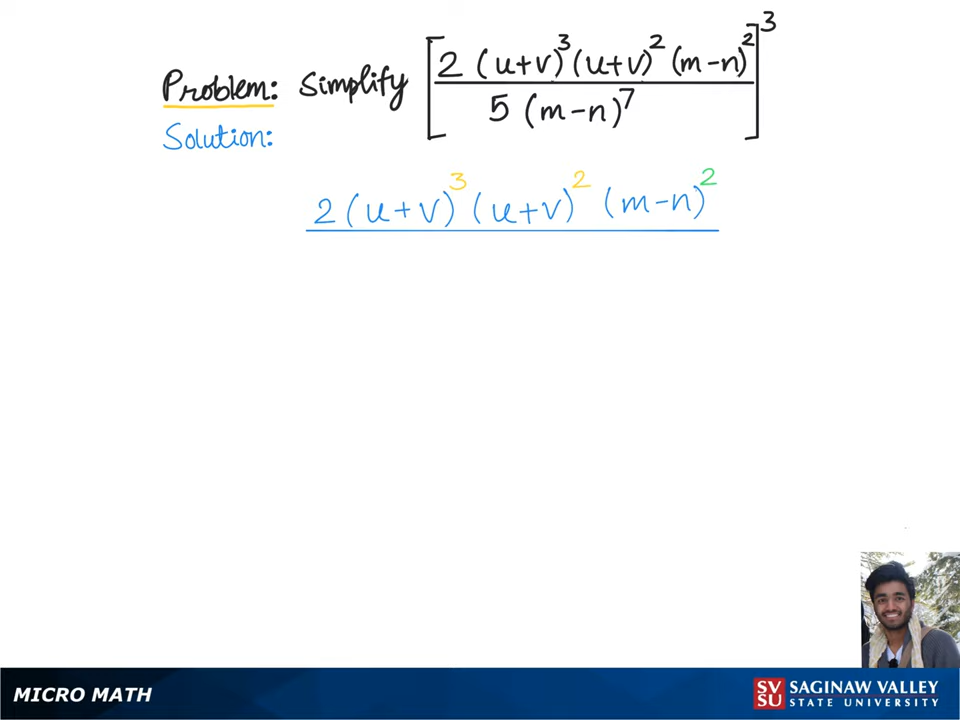 Problem: Simplify [2 (u+v)^3 (u+v)^2 (m-n)^2 / 5 (m-n)^7]^3
Solution:
2 (u+v)^3 (u+v)^2 (m-n)^2
MICRO MATH
SVSU SAGINAW VALLEY
STATE UNIVERSITY